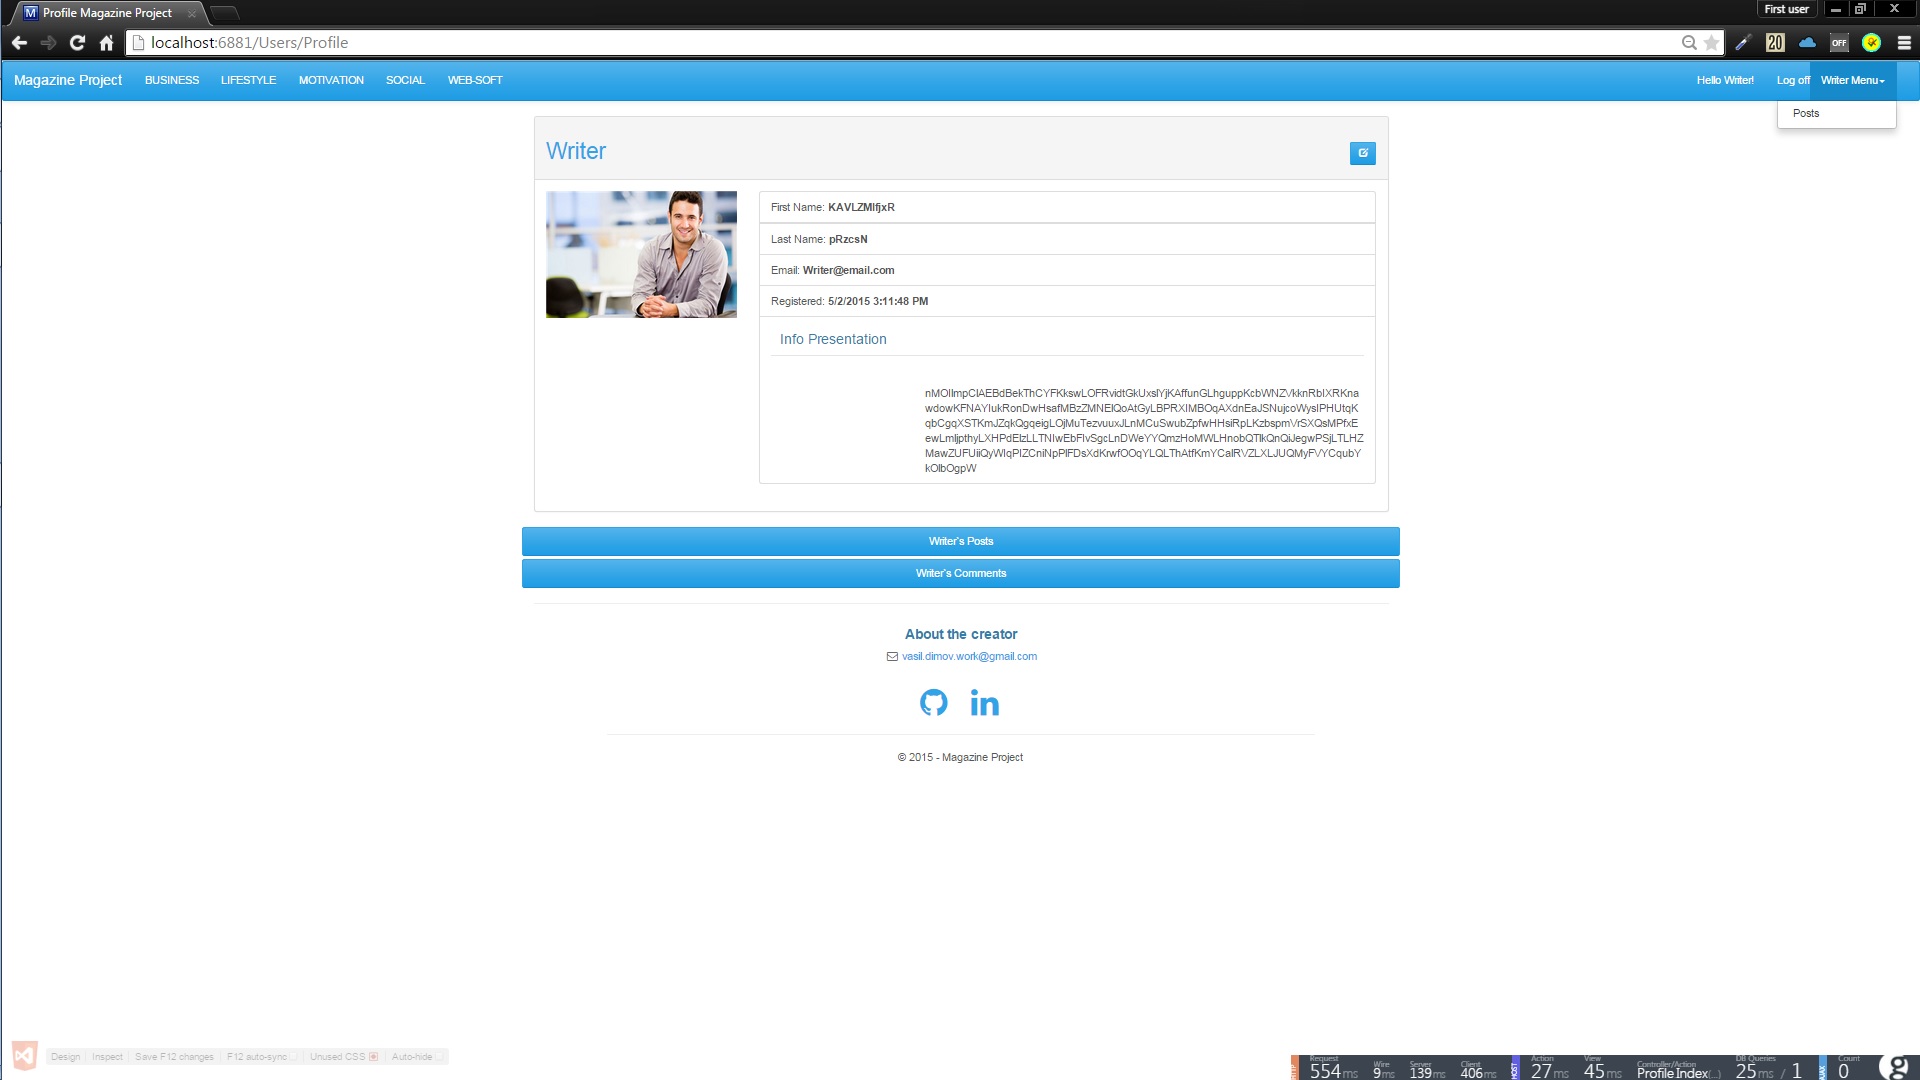 M Profile Magazine Project
First user
localhost:6881/Users/Profile
20
OFF
Magazine Project BUSINESS LIFESTYLE MOTIVATION SOCIAL WEB-SOFT Hello Writer! Log off Writer Menu
Posts
Writer
First Name: KAVLZMlfjxR
Last Name: pRzcsN
Email: Writer@email.com
Registered: 5/2/2015 3:11:48 PM
Info Presentation
Writer's Posts
Writer's Comments
About the creator
vasil.dimov.work@gmail.com
in
© 2015 - Magazine Project
Design Inspect Save F12 changes F12 auto-sync Unused CSS Auto-hide
HTTP Request 554 ms Wire 9 ms Server 139 ms Client 406 ms HOST Action 27 ms View 45 ms Controller/Action Profile Index(...) DB Queries 25 ms / 1 AJAX Count 0 g